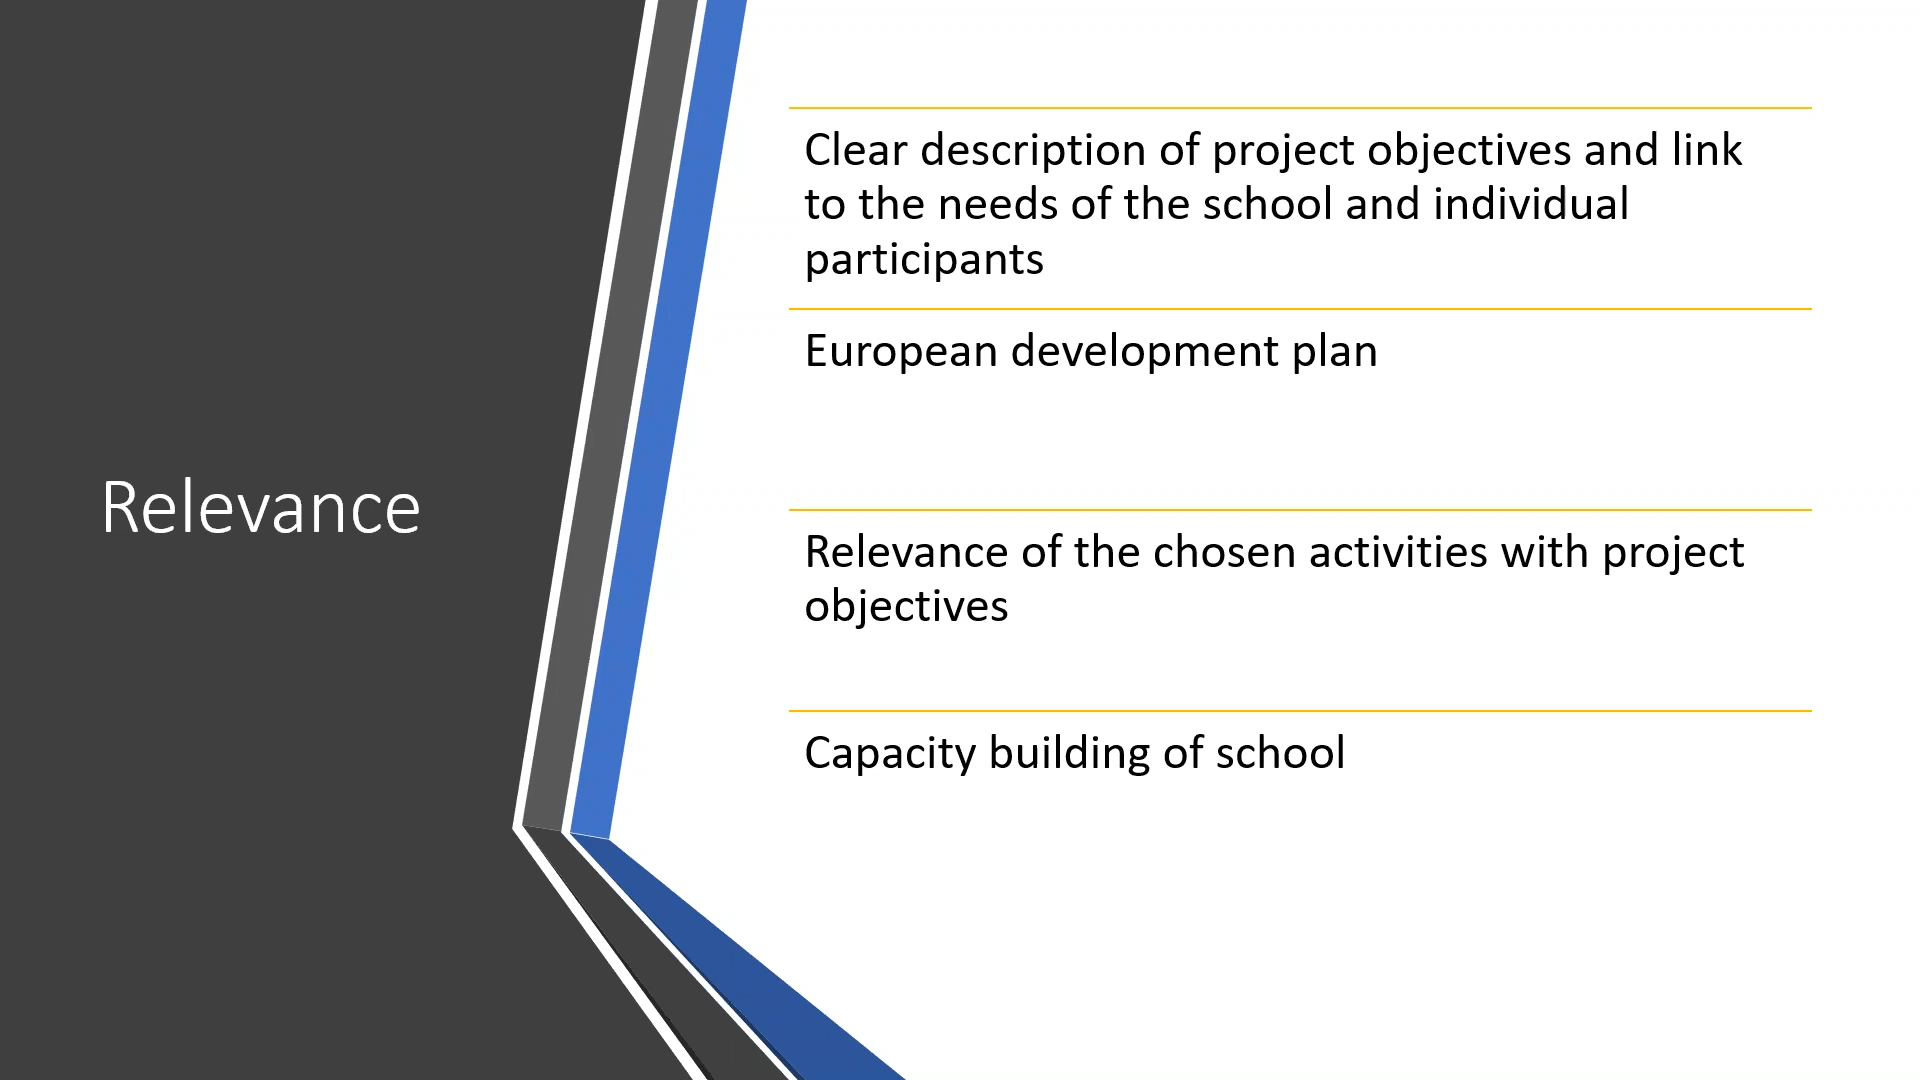 Relevance
Clear description of project objectives and link
to the needs of the school and individual
participants
European development plan
Relevance of the chosen activities with project
objectives
Capacity building of school